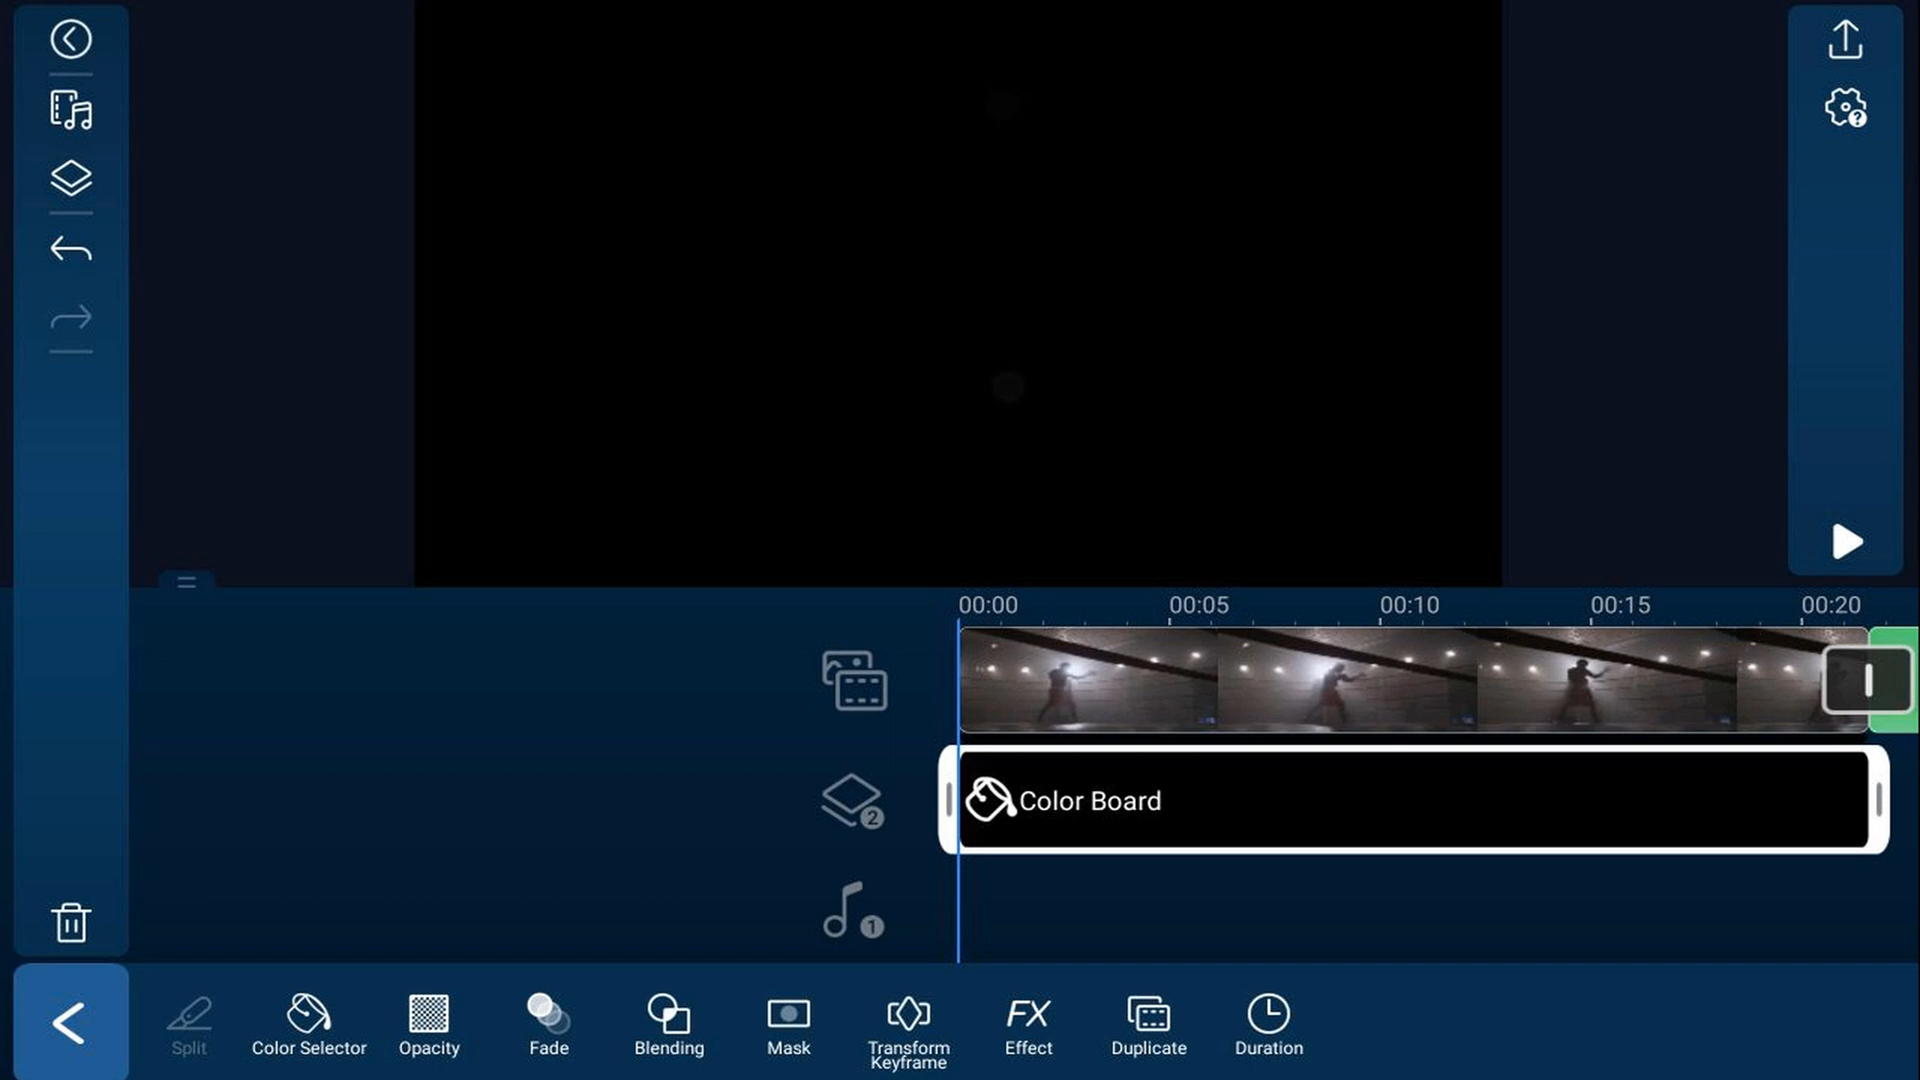 00:00 00:05 00:10 00:15 00:20
Color Board
2
1
Split Color Selector Opacity Fade Blending Mask Transform Keyframe FX Effect Duplicate Duration